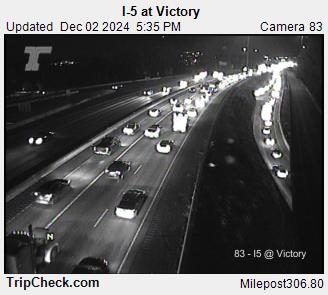 I-5 at Victory
Updated Dec 02 2024 5:35 PM Camera 83
T
N
83 - I5 @ Victory
TripCheck.com Milepost306.80